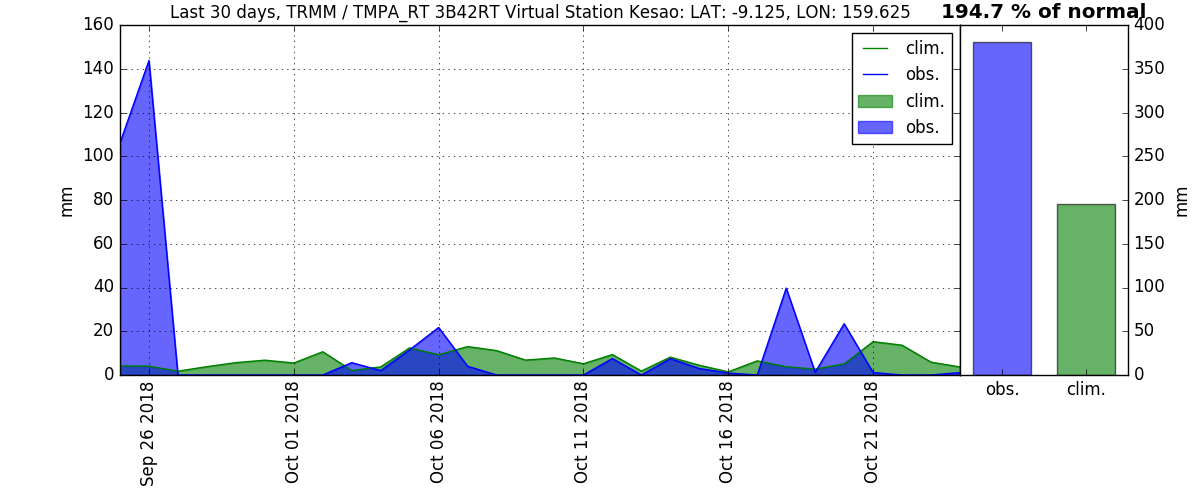 Last 30 days, TRMM / TMPA_RT 3B42RT Virtual Station Kesao: LAT: -9.125, LON: 159.625
194.7 % of normal
160
140
120
100
80
60
40
20
0
mm
clim.
obs.
clim.
obs.
Sep 26 2018
Oct 01 2018
Oct 06 2018
Oct 11 2018
Oct 16 2018
Oct 21 2018
400
350
300
250
200
150
100
50
0
mm
obs.
clim.